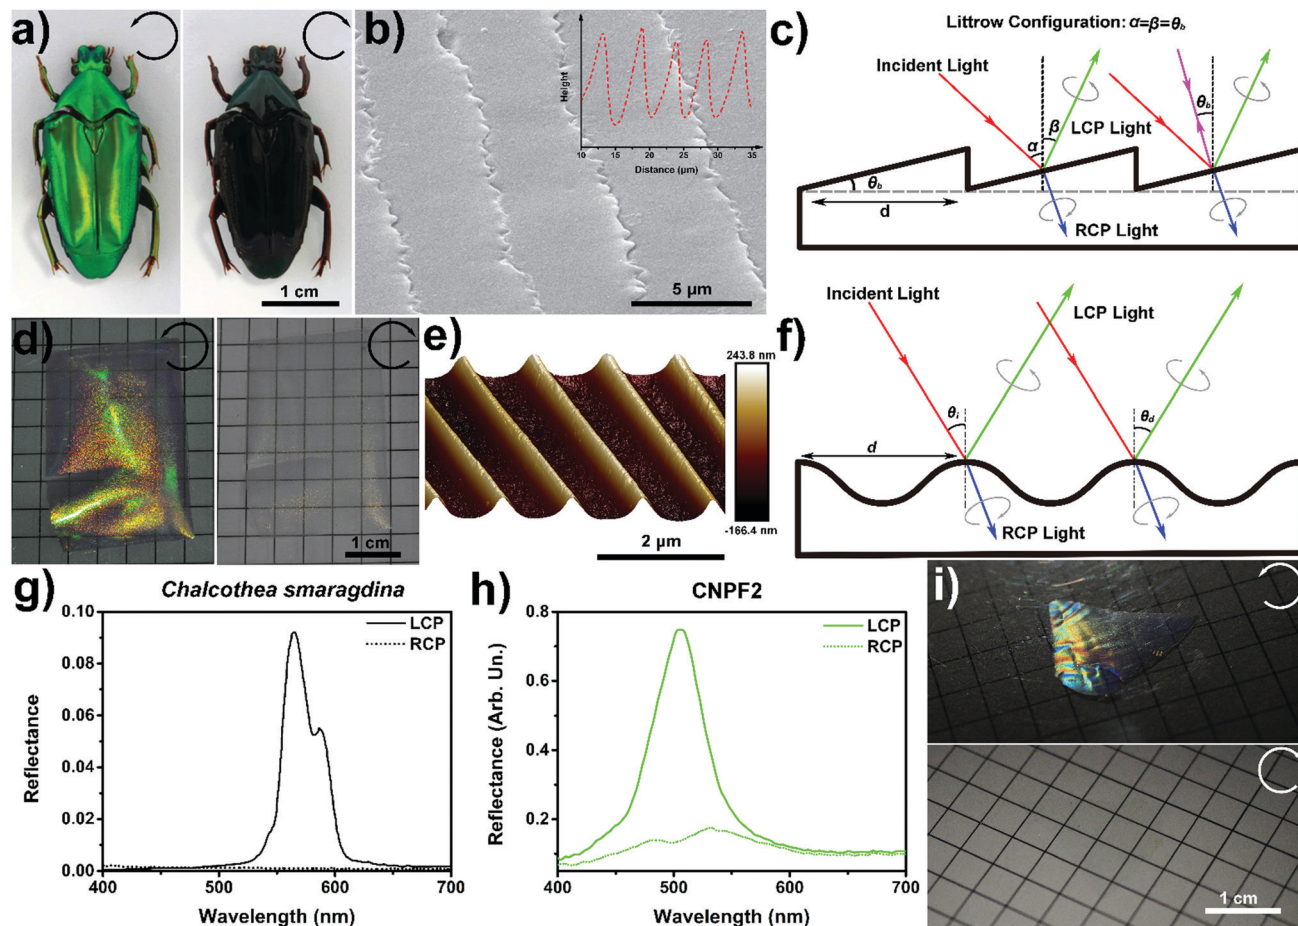 a)
1 cm
b)
Height
10 15 20 25 30 35
Distance (µm)
5 µm
c)
Littrow Configuration: α=β=θb
Incident Light
α
β
LCP Light
θb
θb
d
RCP Light
d)
1 cm
e)
243.8 nm
-166.4 nm
2 µm
f)
Incident Light
LCP Light
θi
θd
d
RCP Light
g)
Chalcothea smaragdina
LCP
RCP
Reflectance
0.10
0.08
0.06
0.04
0.02
0.00
400 500 600 700
Wavelength (nm)
h)
CNPF2
LCP
RCP
Reflectance (Arb. Un.)
0.8
0.6
0.4
0.2
400 500 600 700
Wavelength (nm)
i)
1 cm